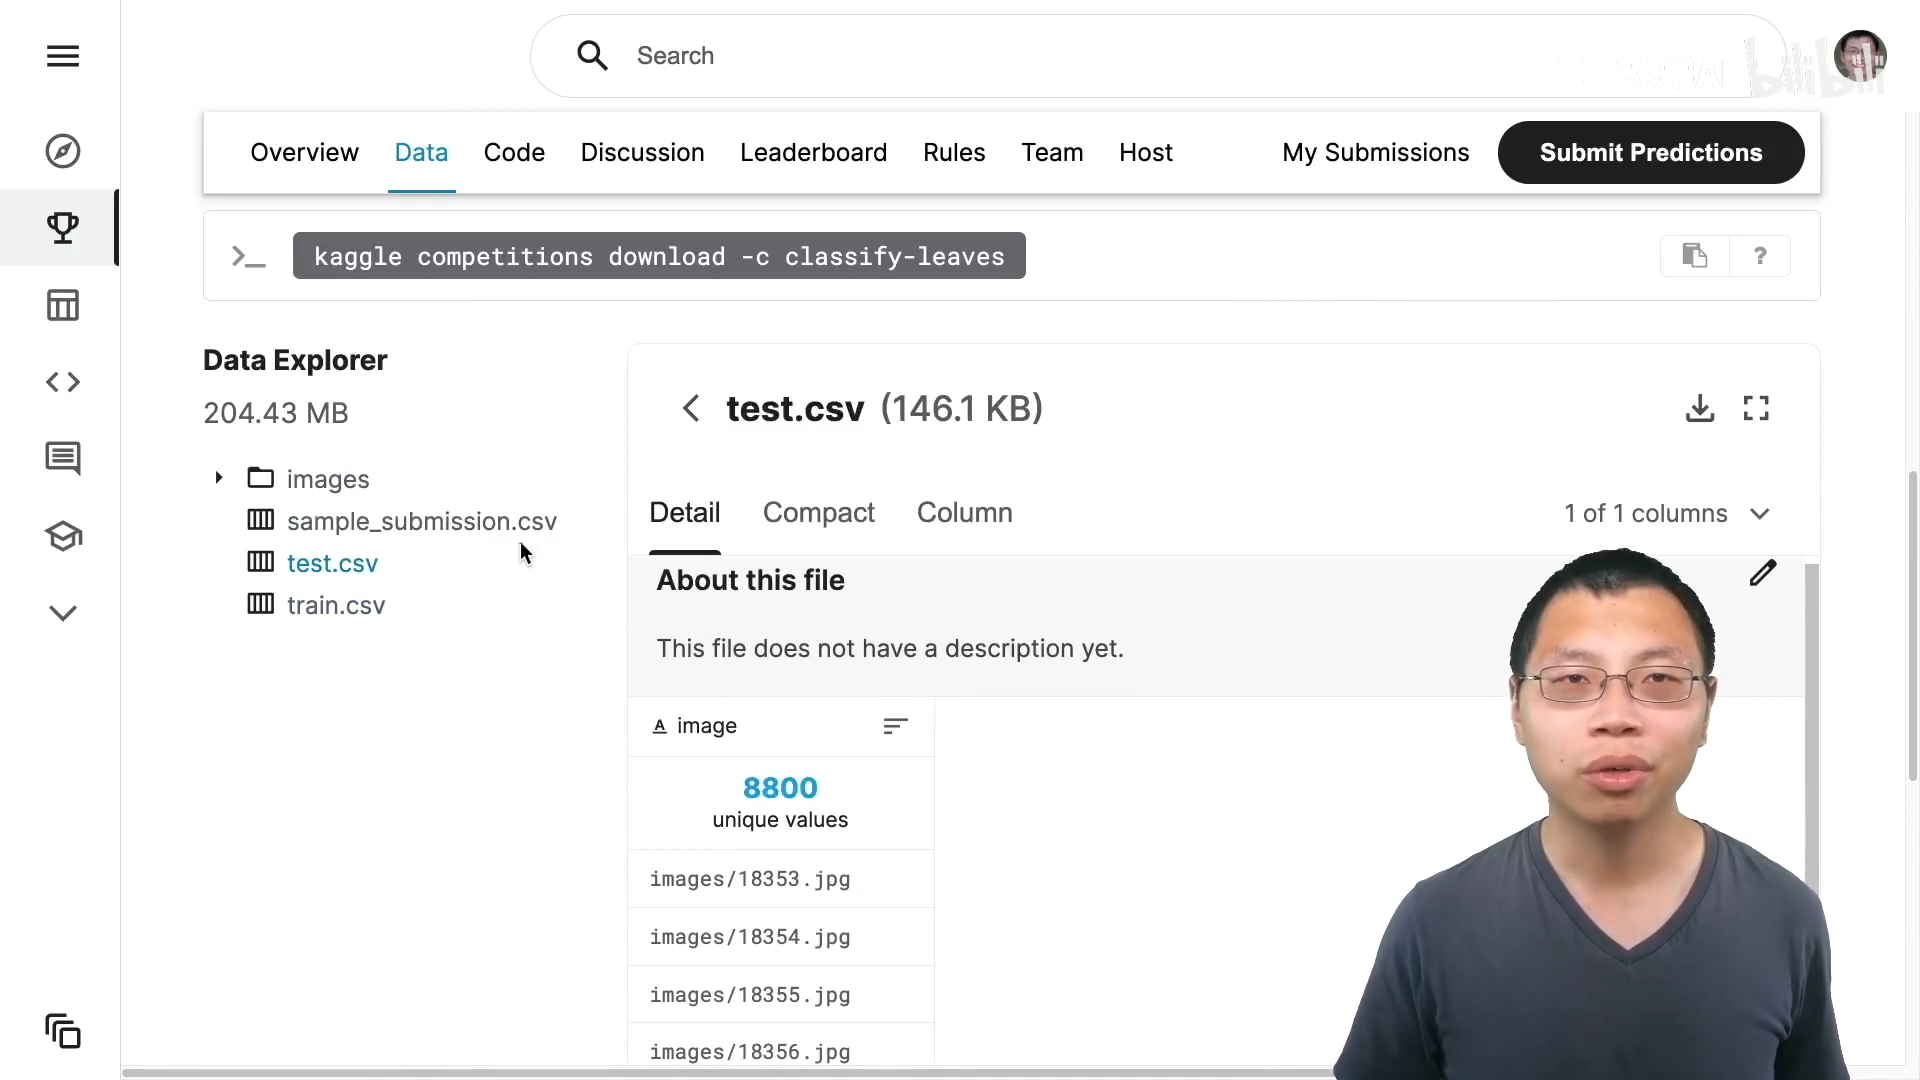 Search
bilibili
Overview
Data
Code
Discussion
Leaderboard
Rules
Team
Host
My Submissions
Submit Predictions
>_
kaggle competitions download -c classify-leaves
?
Data Explorer
204.43 MB
images
sample_submission.csv
test.csv
train.csv
test.csv (146.1 KB)
Detail
Compact
Column
1 of 1 columns
About this file
This file does not have a description yet.
A image
8800
unique values
images/18353.jpg
images/18354.jpg
images/18355.jpg
images/18356.jpg